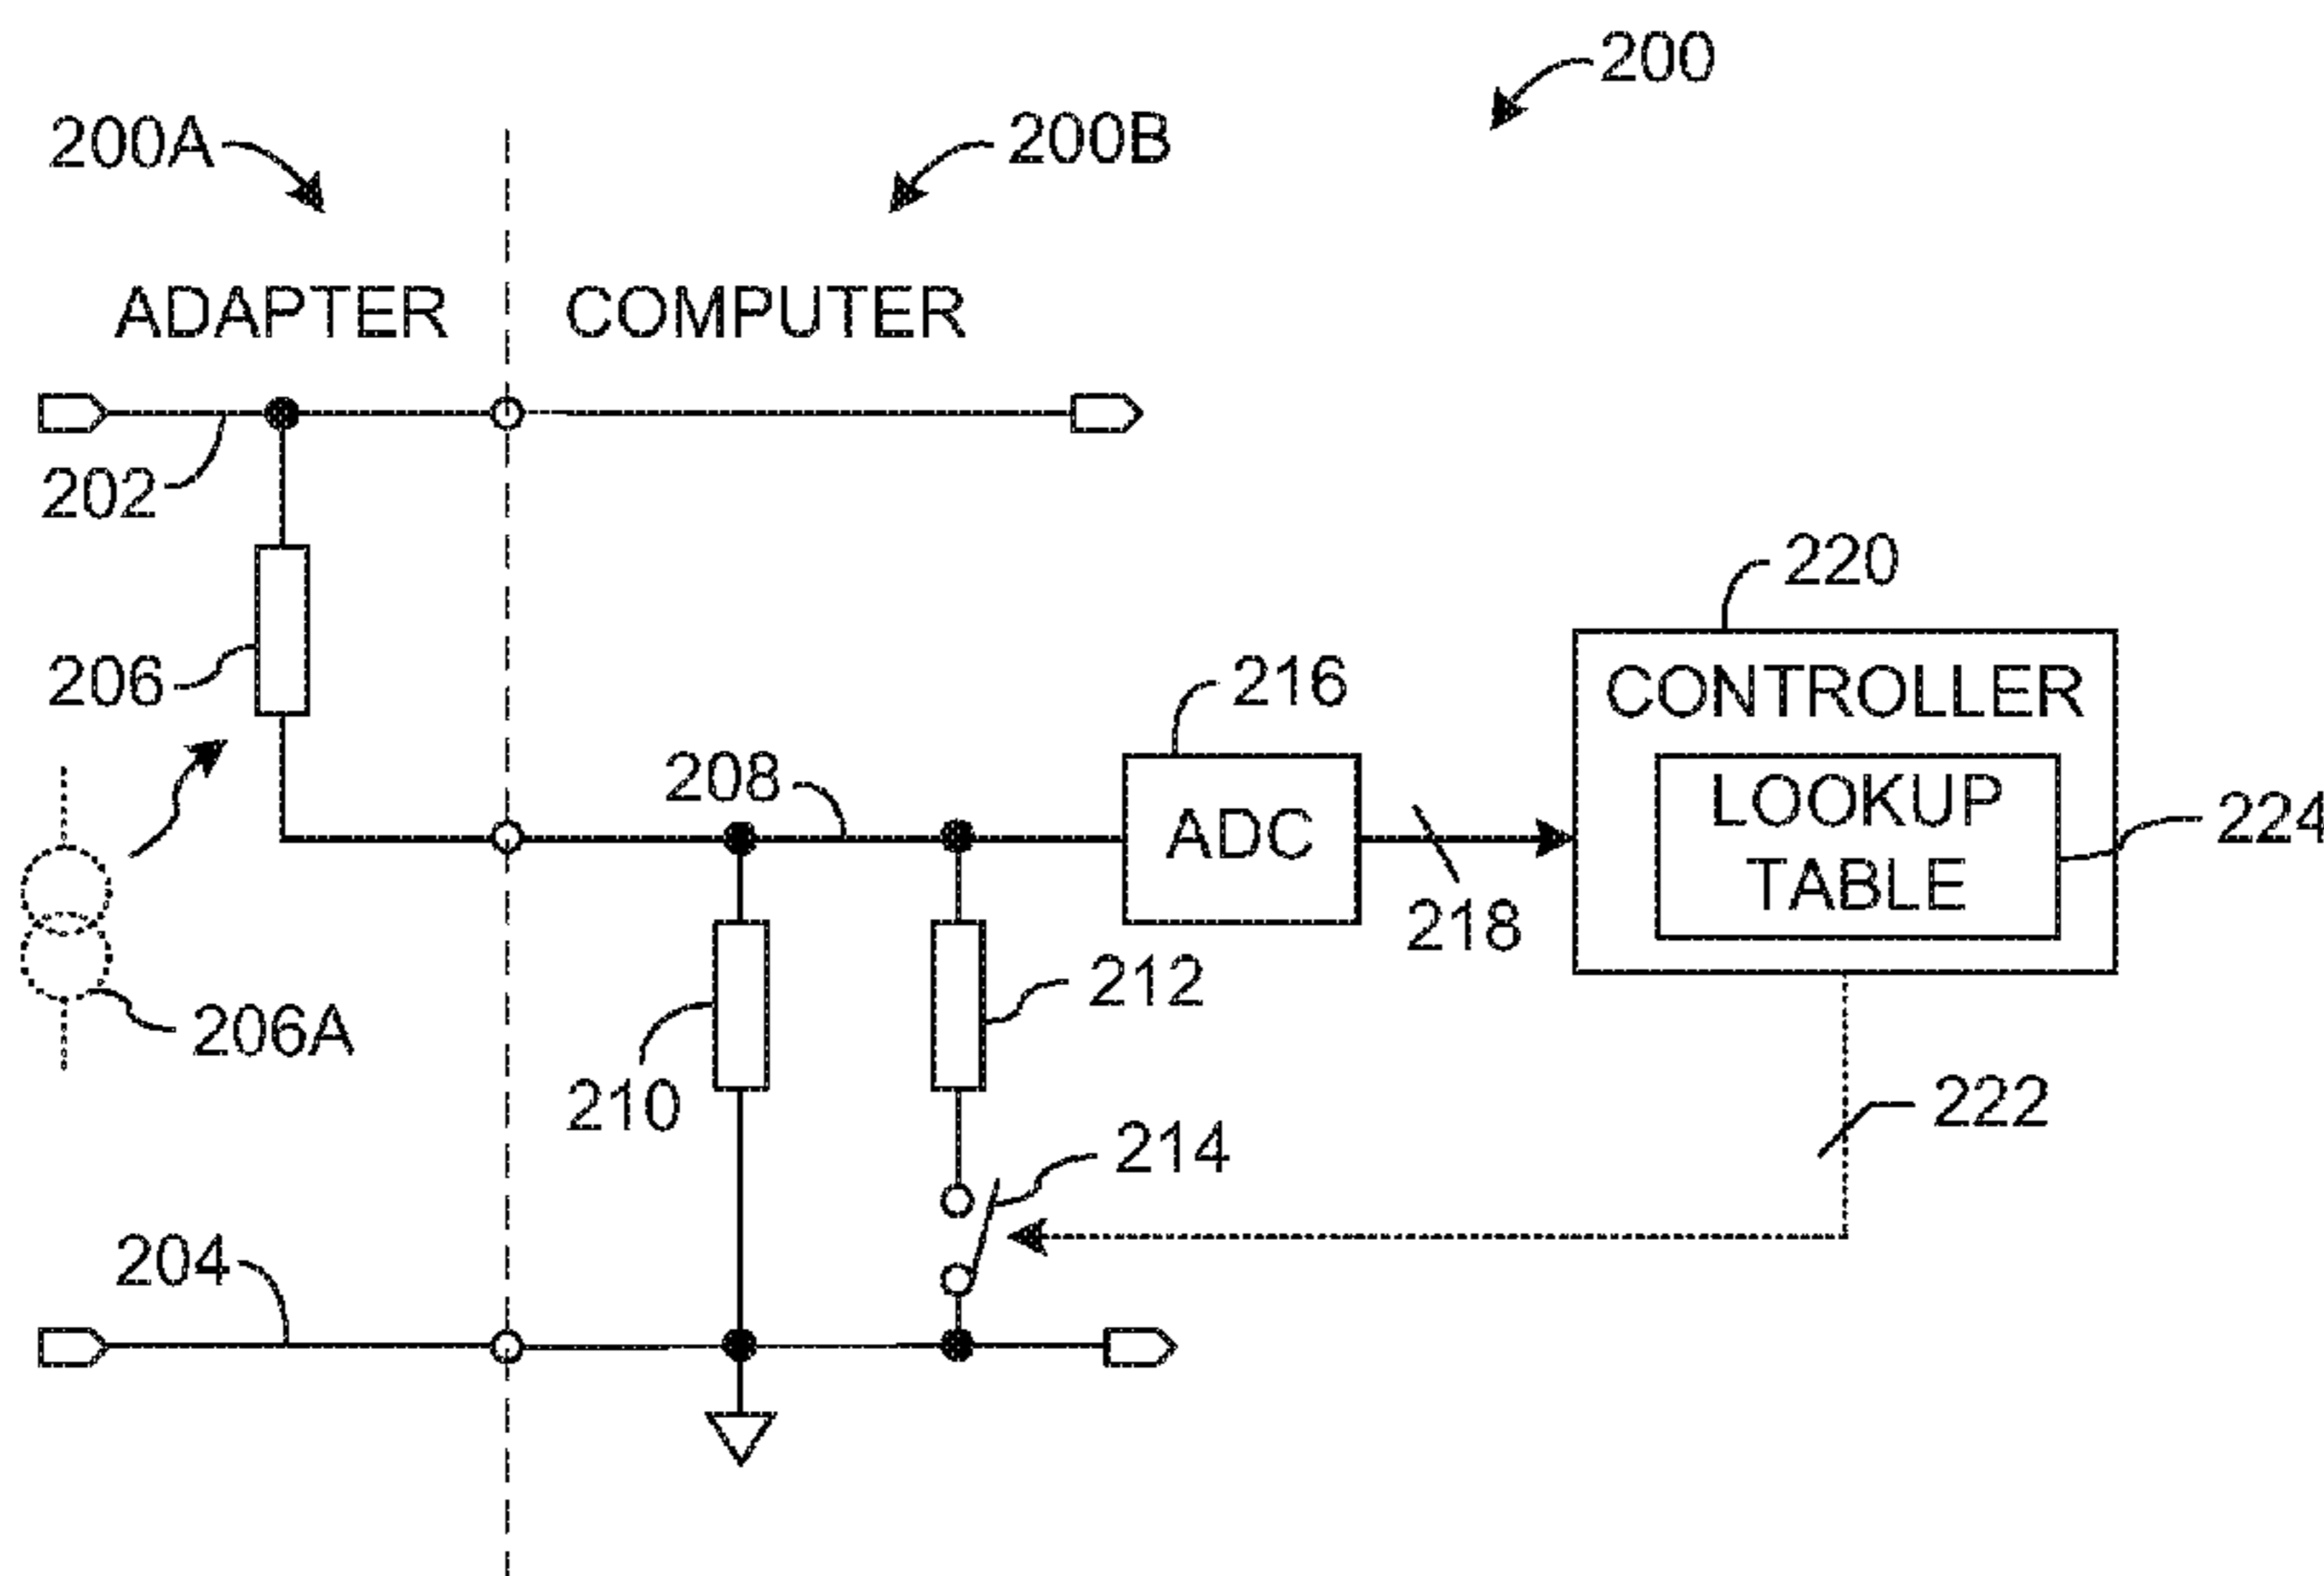 200
200A
200B
ADAPTER
COMPUTER
202
206
220
CONTROLLER
216
208
ADC
LOOKUP
TABLE
224
218
212
206A
210
222
214
204